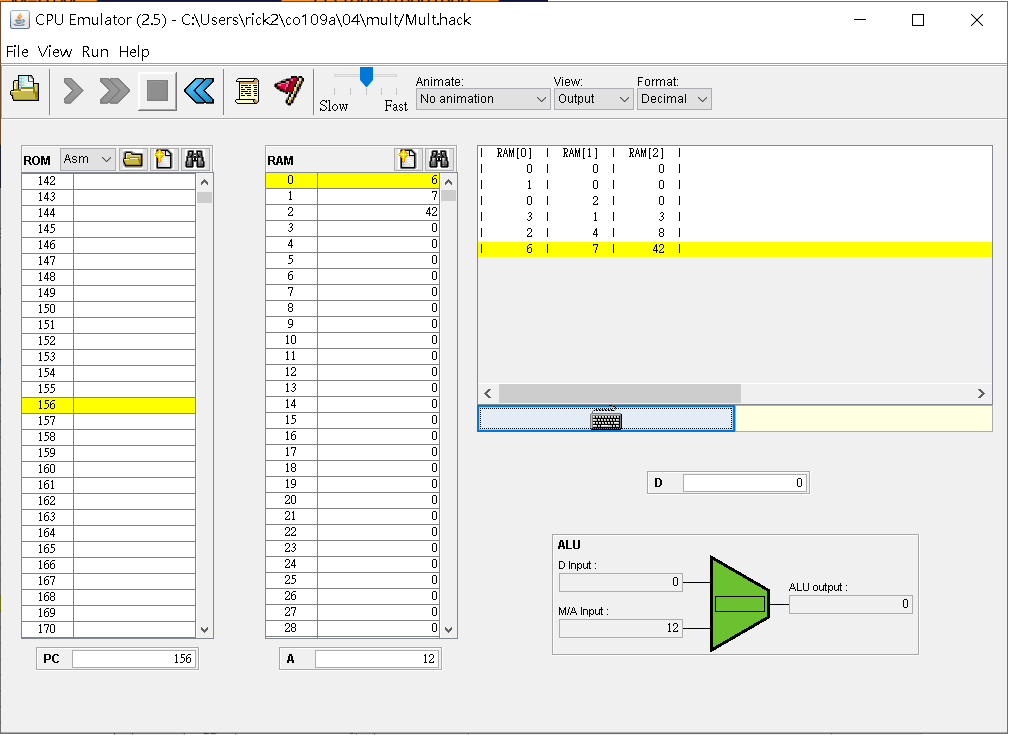 CPU Emulator (2.5) - C:\Users\rick2\co109a\04\mult/Mult.hack
File View Run Help
Slow Fast
Animate: View: Format:
No animation Output Decimal
ROM Asm
142
143
144
145
146
147
148
149
150
151
152
153
154
155
156
157
158
159
160
161
162
163
164
165
166
167
168
169
170
PC 156
RAM
0 6
1 7
2 42
3 0
4 0
5 0
6 0
7 0
8 0
9 0
10 0
11 0
12 0
13 0
14 0
15 0
16 0
17 0
18 0
19 0
20 0
21 0
22 0
23 0
24 0
25 0
26 0
27 0
28 0
A 12
| RAM[0] | RAM[1] | RAM[2] |
| 0 | 0 | 0 |
| 1 | 0 | 0 |
| 0 | 2 | 0 |
| 3 | 1 | 3 |
| 2 | 4 | 8 |
| 6 | 7 | 42 |
D 0
ALU
D Input :
0
M/A Input :
12
ALU output :
0